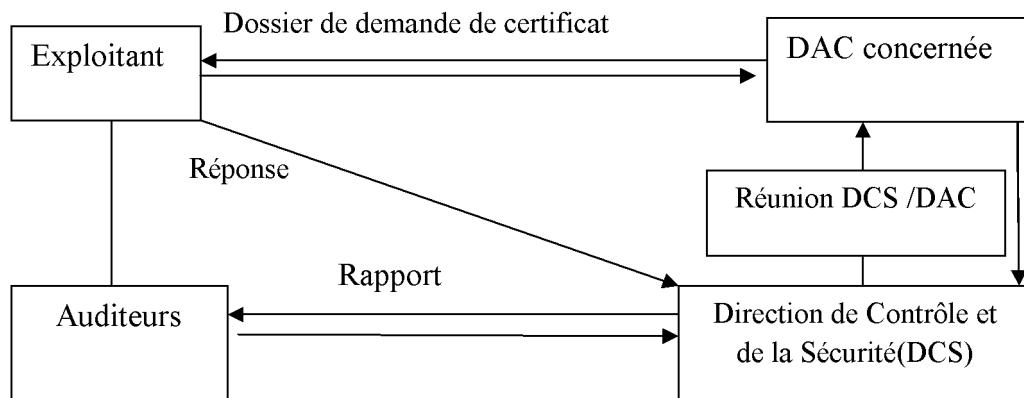 Dossier de demande de certificat
Exploitant
DAC concernée
Réponse
Réunion DCS /DAC
Rapport
Auditeurs
Direction de Contrôle et
de la Sécurité(DCS)